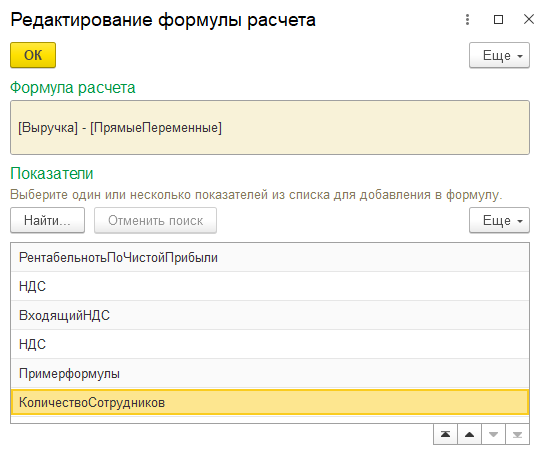 Редактирование формулы расчета
ОК
Еще
Формула расчета
[Выручка] - [ПрямыеПеременные]
Показатели
Выберите один или несколько показателей из списка для добавления в формулу.
Найти...
Отменить поиск
Еще
РентабельнотьПоЧистойПрибыли
НДС
ВходящийНДС
НДС
Примерформулы
КоличествоСотрудников